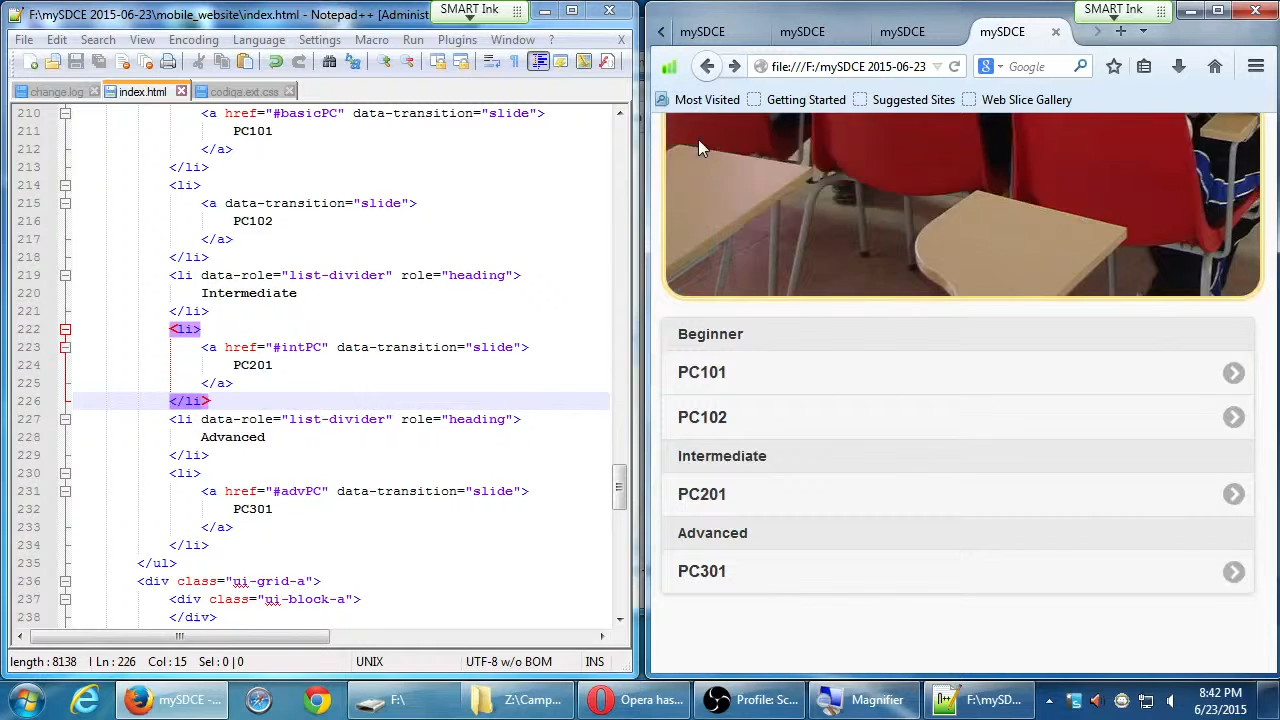 F:\mySDCE 2015-06-23\mobile_website\index.html - Notepad++ [Administ
SMART Ink
File Edit Search View Encoding Language Settings Macro Run Plugins Window ? X
change.log index.html codiqa.ext.css
210 <a href="#basicPC" data-transition="slide">
211 PC101
212 </a>
213 </li>
214 <li>
215 <a data-transition="slide">
216 PC102
217 </a>
218 </li>
219 <li data-role="list-divider" role="heading">
220 Intermediate
221 </li>
222 <li>
223 <a href="#intPC" data-transition="slide">
224 PC201
225 </a>
226 </li>
227 <li data-role="list-divider" role="heading">
228 Advanced
229 </li>
230 <li>
231 <a href="#advPC" data-transition="slide">
232 PC301
233 </a>
234 </li>
235 </ul>
236 <div class="ui-grid-a">
237 <div class="ui-block-a">
238 </div>
length : 8138 l Ln : 226 Col : 15 Sel : 0 | 0 UNIX UTF-8 w/o BOM INS
SMART Ink
mySDCE mySDCE mySDCE mySDCE
file:///F:/mySDCE 2015-06-23
Google
Most Visited Getting Started Suggested Sites Web Slice Gallery
Beginner
PC101
PC102
Intermediate
PC201
Advanced
PC301
mySDCE -... F:\ Z:\Camp... Opera has... Profile: Sc... Magnifier F:\mySD...
8:42 PM
6/23/2015